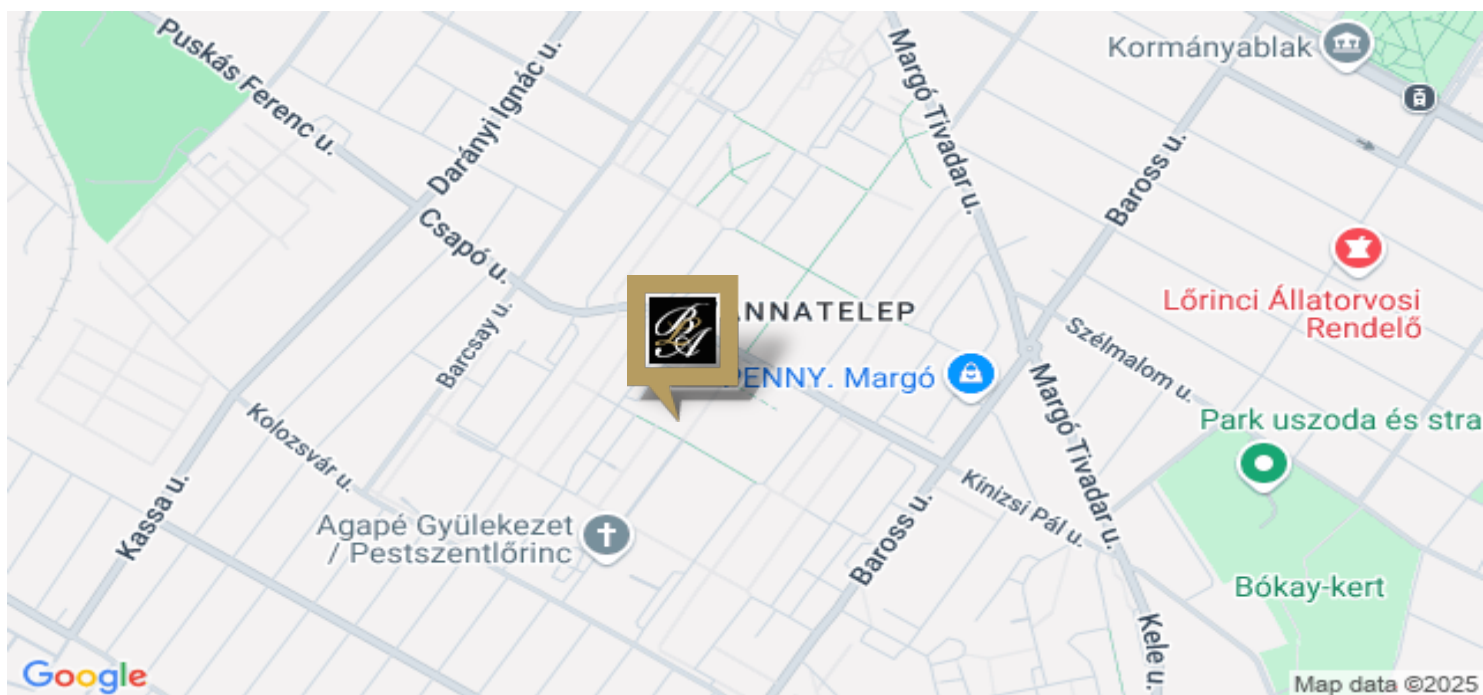 Puskás Ferenc u.
Darányi Ignác u.
Margó Tivadar u.
Kormányablak
Baross u.
Csapó u.
Lőrinci Állatorvosi
Rendelő
ANNATELEP
Szélmalom u.
Barcsay u.
PENNY. Margó
Margó Tivadar u.
Park uszoda és stra
Kolozsvár u.
Kassa u.
Kinizsi Pál u.
Agapé Gyülekezet
/ Pestszentlőrinc
Baross u.
Bókay-kert
Kele u.
Google
Map data ©2025